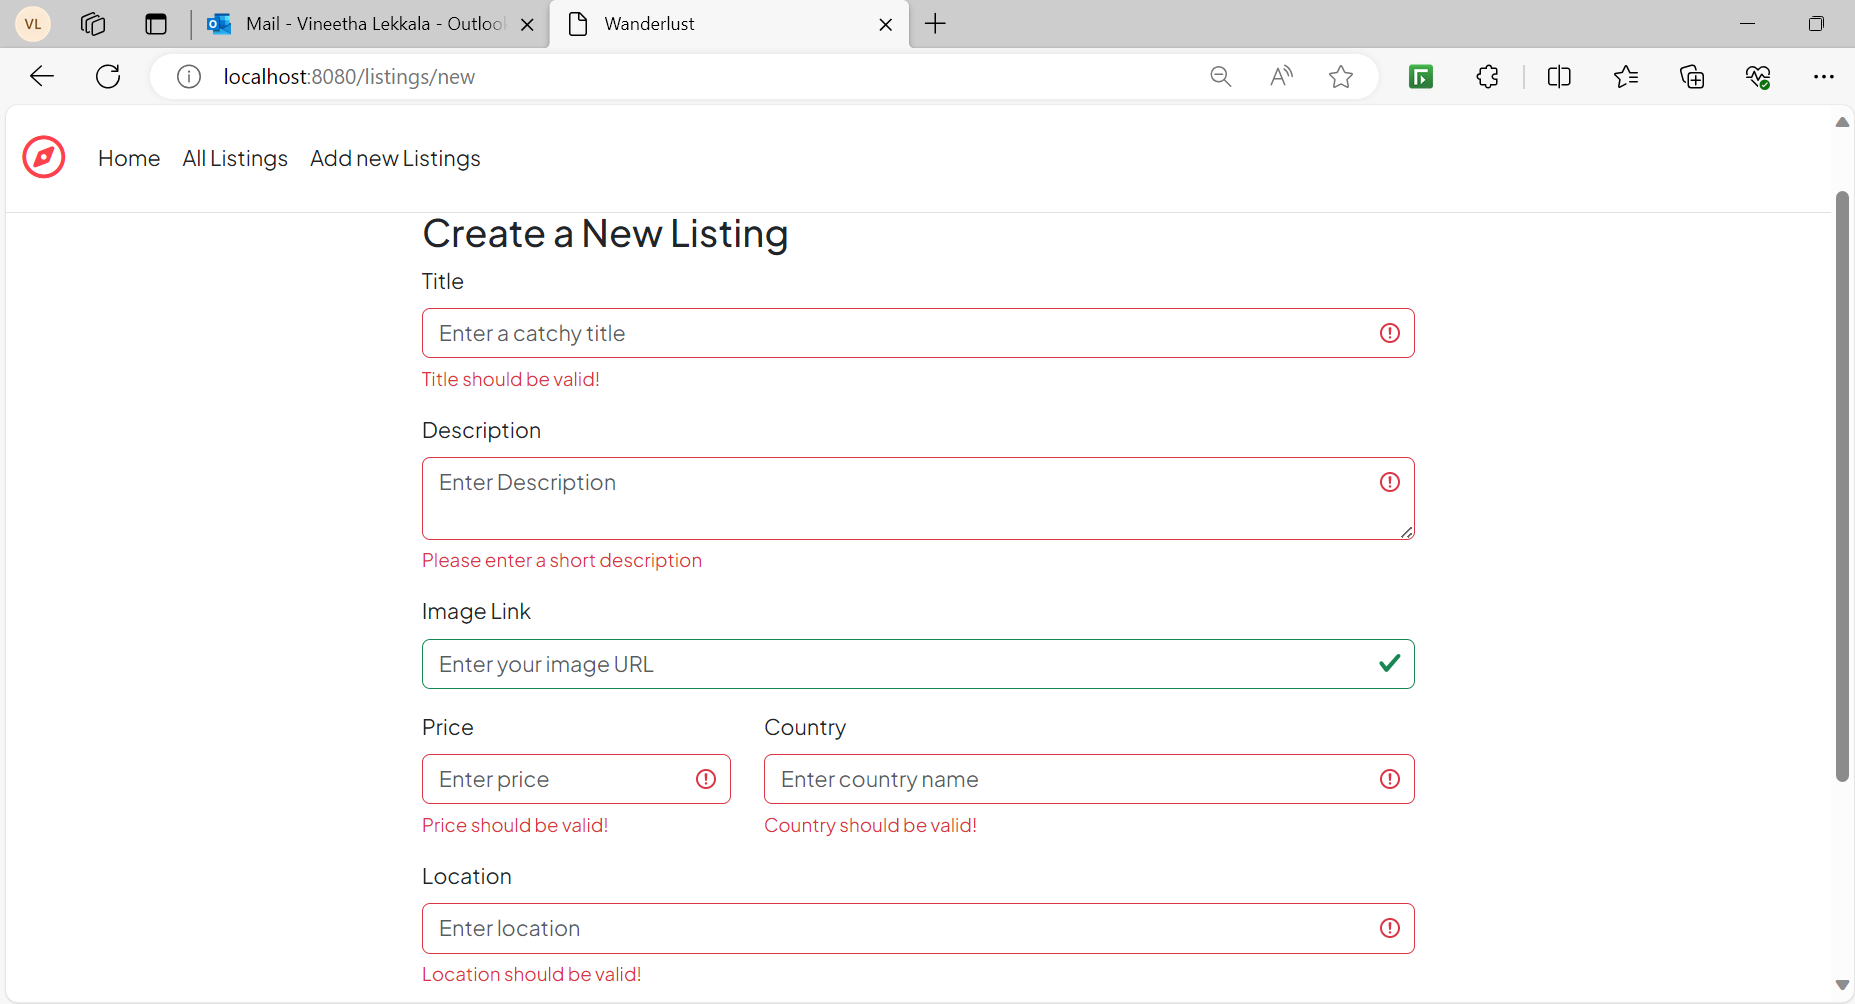 VL
Mail - Vineetha Lekkala - Outloo
Wanderlust
localhost:8080/listings/new
Home All Listings Add new Listings
Create a New Listing
Title
Enter a catchy title
Title should be valid!
Description
Enter Description
Please enter a short description
Image Link
Enter your image URL
Price Country
Enter price Enter country name
Price should be valid! Country should be valid!
Location
Enter location
Location should be valid!